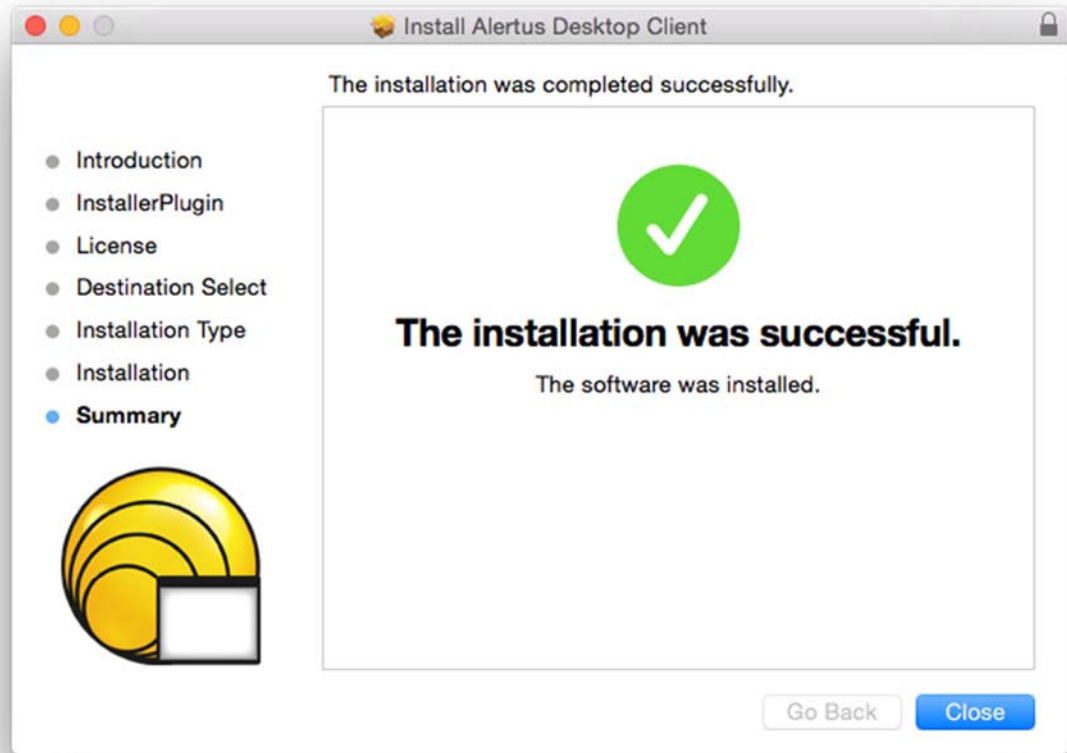 Install Alertus Desktop Client
The installation was completed successfully.
Introduction
InstallerPlugin
License
Destination Select
Installation Type
Installation
Summary
The installation was successful.
The software was installed.
Go Back
Close